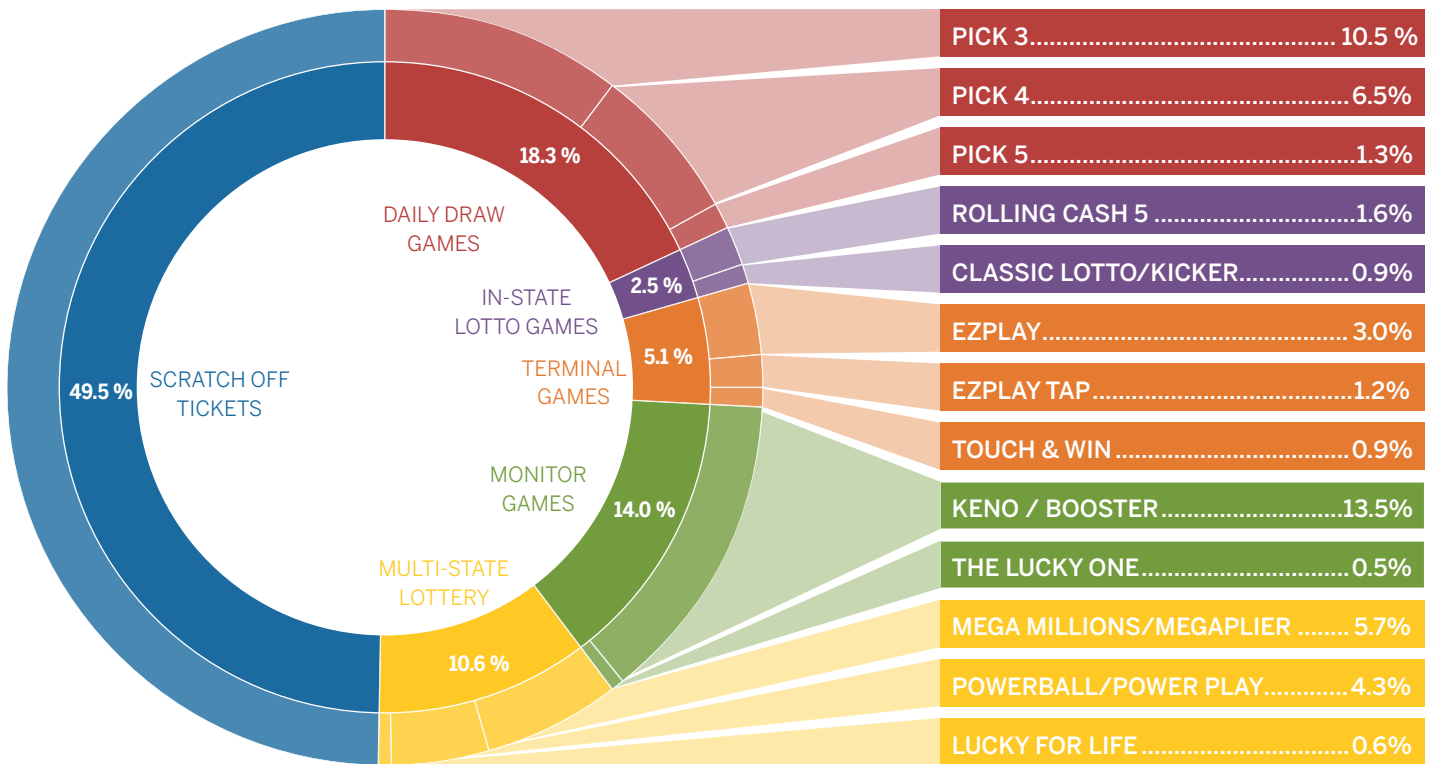 PICK 3.............................................. 10.5 %
PICK 4................................................6.5%
PICK 5.................................................1.3%
ROLLING CASH 5 .............................1.6%
CLASSIC LOTTO/KICKER.................0.9%
EZPLAY..............................................3.0%
EZPLAY TAP.......................................1.2%
TOUCH & WIN ...................................0.9%
KENO / BOOSTER............................13.5%
THE LUCKY ONE...............................0.5%
MEGA MILLIONS/MEGAPLIER ........ 5.7%
POWERBALL/POWER PLAY.............4.3%
LUCKY FOR LIFE ...............................0.6%
18.3 %
DAILY DRAW
GAMES
2.5 %
IN-STATE
LOTTO GAMES
5.1 %
TERMINAL
GAMES
49.5 %
SCRATCH OFF
TICKETS
MONITOR
GAMES
14.0 %
MULTI-STATE
LOTTERY
10.6 %